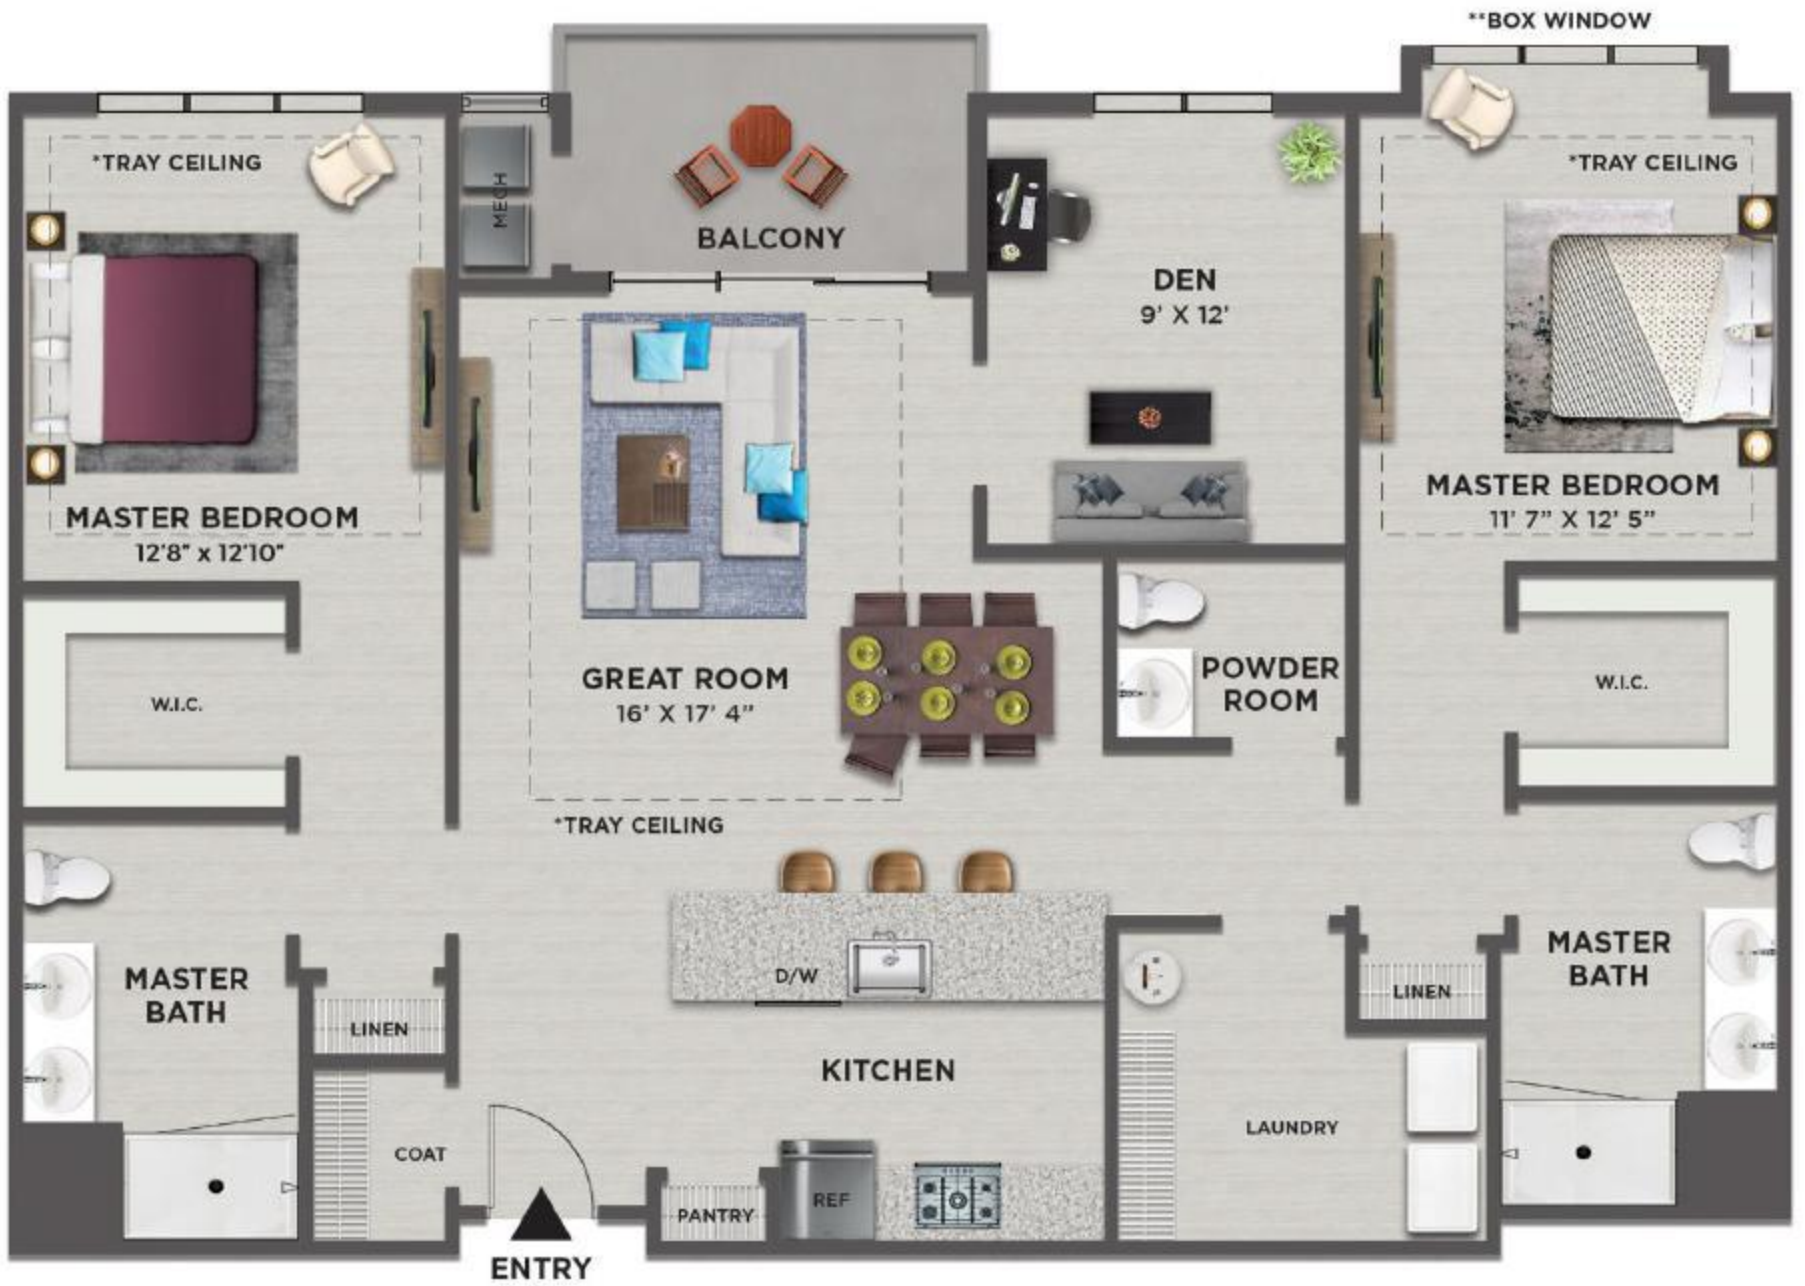 **BOX WINDOW
*TRAY CEILING
*TRAY CEILING
MECH
BALCONY
DEN
9' X 12'
MASTER BEDROOM
12'8" x 12'10"
MASTER BEDROOM
11' 7” X 12' 5”
GREAT ROOM
16' X 17' 4”
POWDER
ROOM
W.I.C.
W.I.C.
*TRAY CEILING
MASTER
BATH
D/W
MASTER
BATH
LINEN
LINEN
KITCHEN
LAUNDRY
COAT
REF
PANTRY
ENTRY